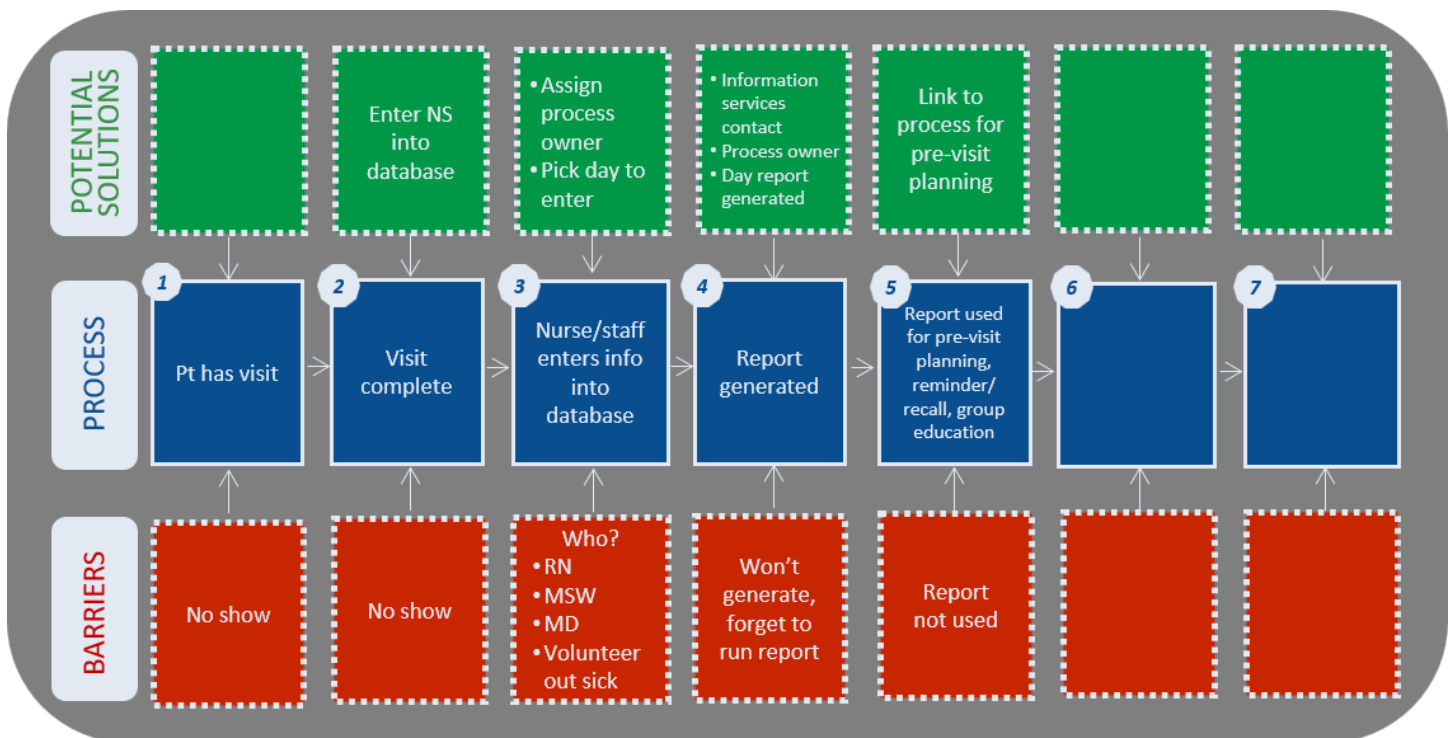 POTENTIAL
SOLUTIONS
Enter NS
into
database
• Assign
process
owner
• Pick day to
enter
• Information
services
contact
• Process owner
• Day report
generated
Link to
process for
pre-visit
planning
PROCESS
1
Pt has visit
2
Visit
complete
3
Nurse/staff
enters info
into
database
4
Report
generated
5
Report used
for pre-visit
planning,
reminder/
recall, group
education
6
7
BARRIERS
No show
No show
Who?
• RN
• MSW
• MD
• Volunteer
out sick
Won't
generate,
forget to
run report
Report
not used